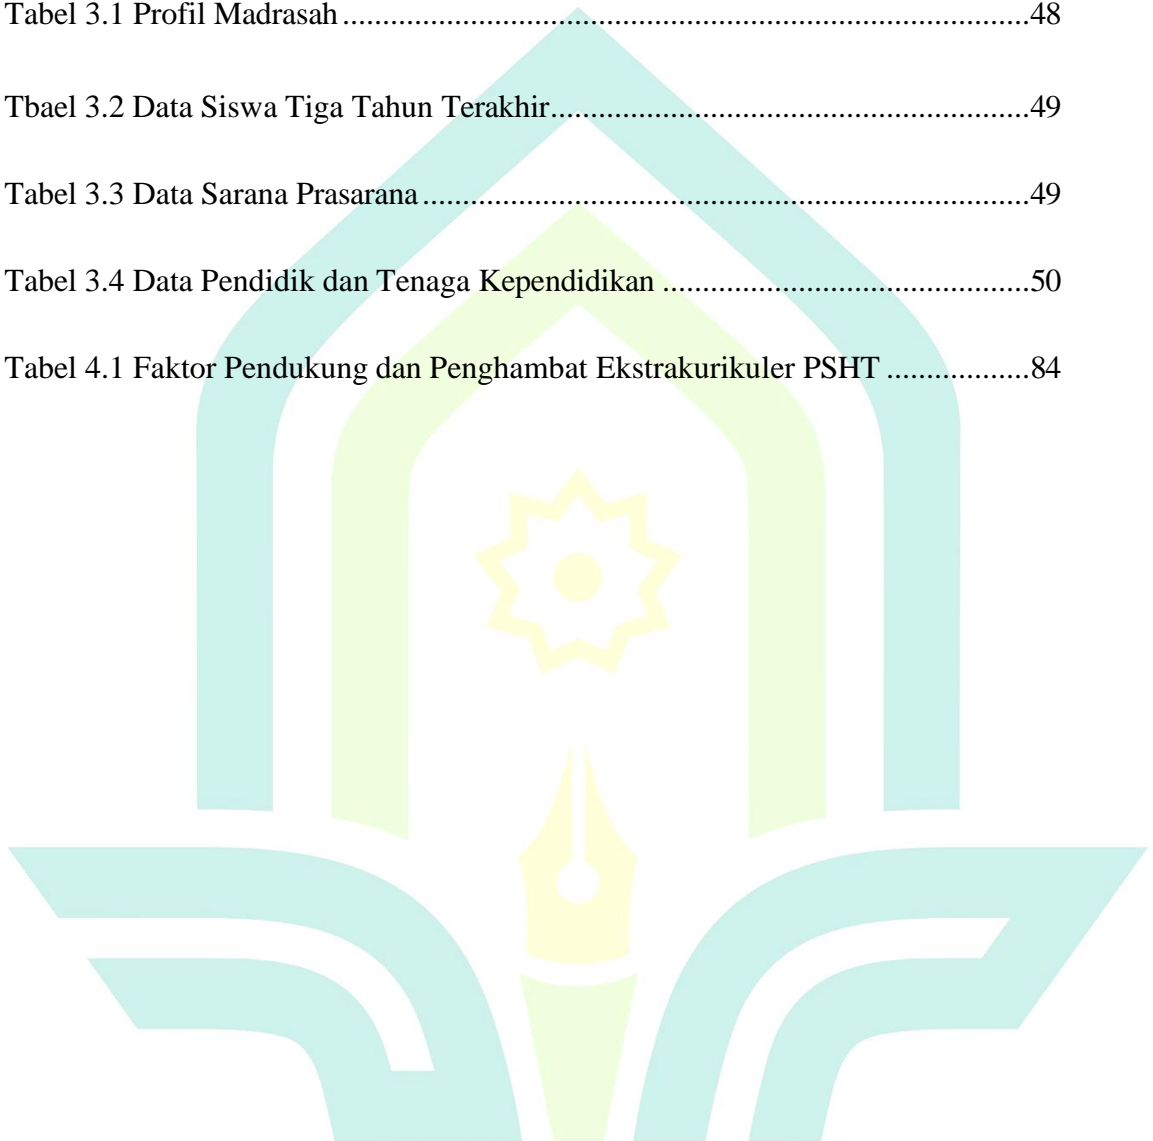 Tabel 3.1 Profil Madrasah.......................................................................................48
Tbael 3.2 Data Siswa Tiga Tahun Terakhir............................................................49
Tabel 3.3 Data Sarana Prasarana.............................................................................49
Tabel 3.4 Data Pendidik dan Tenaga Kependidikan ..............................................50
Tabel 4.1 Faktor Pendukung dan Penghambat Ekstrakurikuler PSHT ..................84